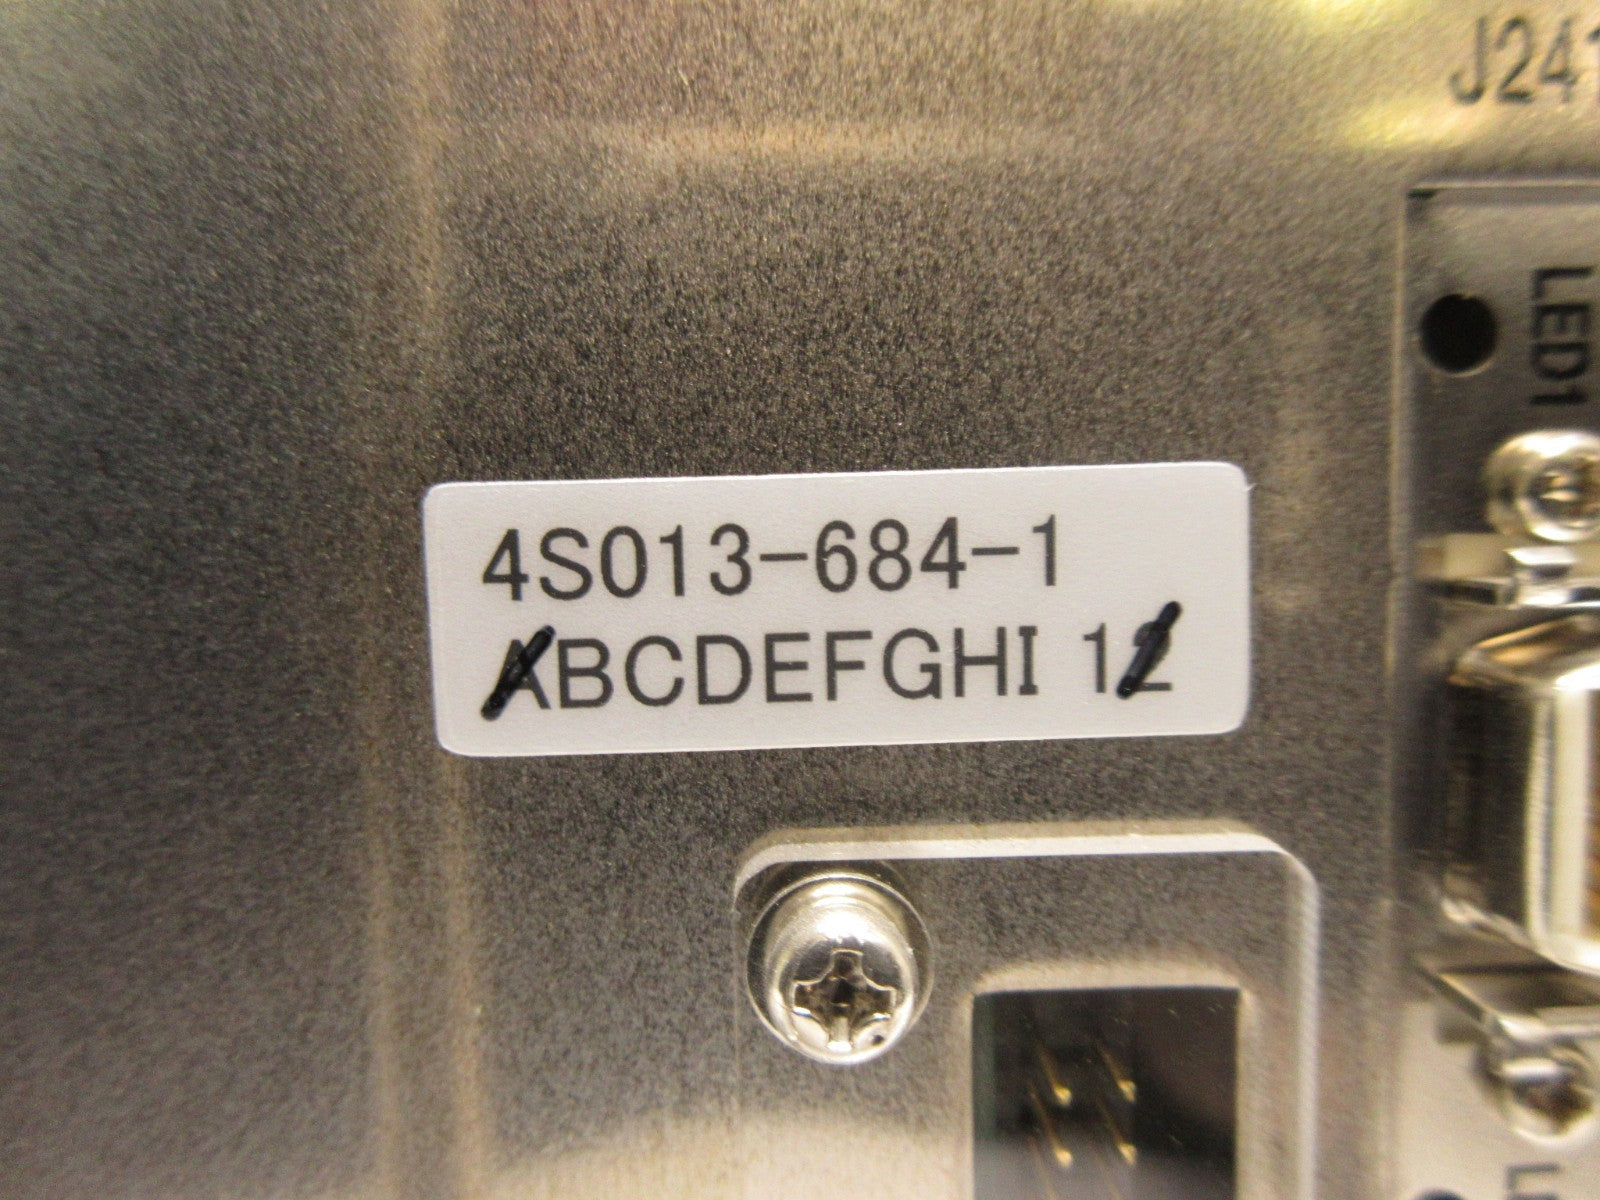 J241
LED1
4S013-684-1
ABCDEFGHI 12